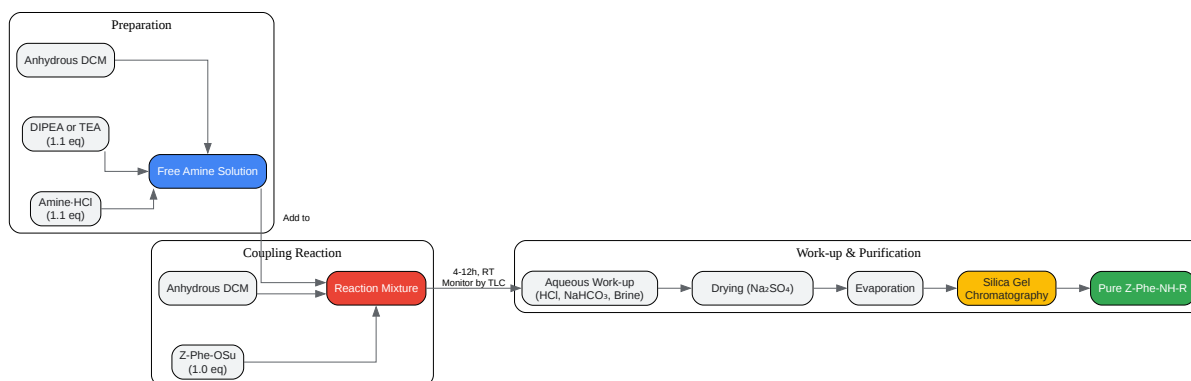 Preparation
Anhydrous DCM
DIPEA or TEA
(1.1 eq)
Free Amine Solution
Amine·HCl
(1.1 eq)
Add to
Coupling Reaction
Anhydrous DCM
Reaction Mixture
Z-Phe-OSu
(1.0 eq)
4-12h, RT
Monitor by TLC
Work-up & Purification
Aqueous Work-up
(HCl, NaHCO₃, Brine)
Drying (Na₂SO₄)
Evaporation
Silica Gel
Chromatography
Pure Z-Phe-NH-R